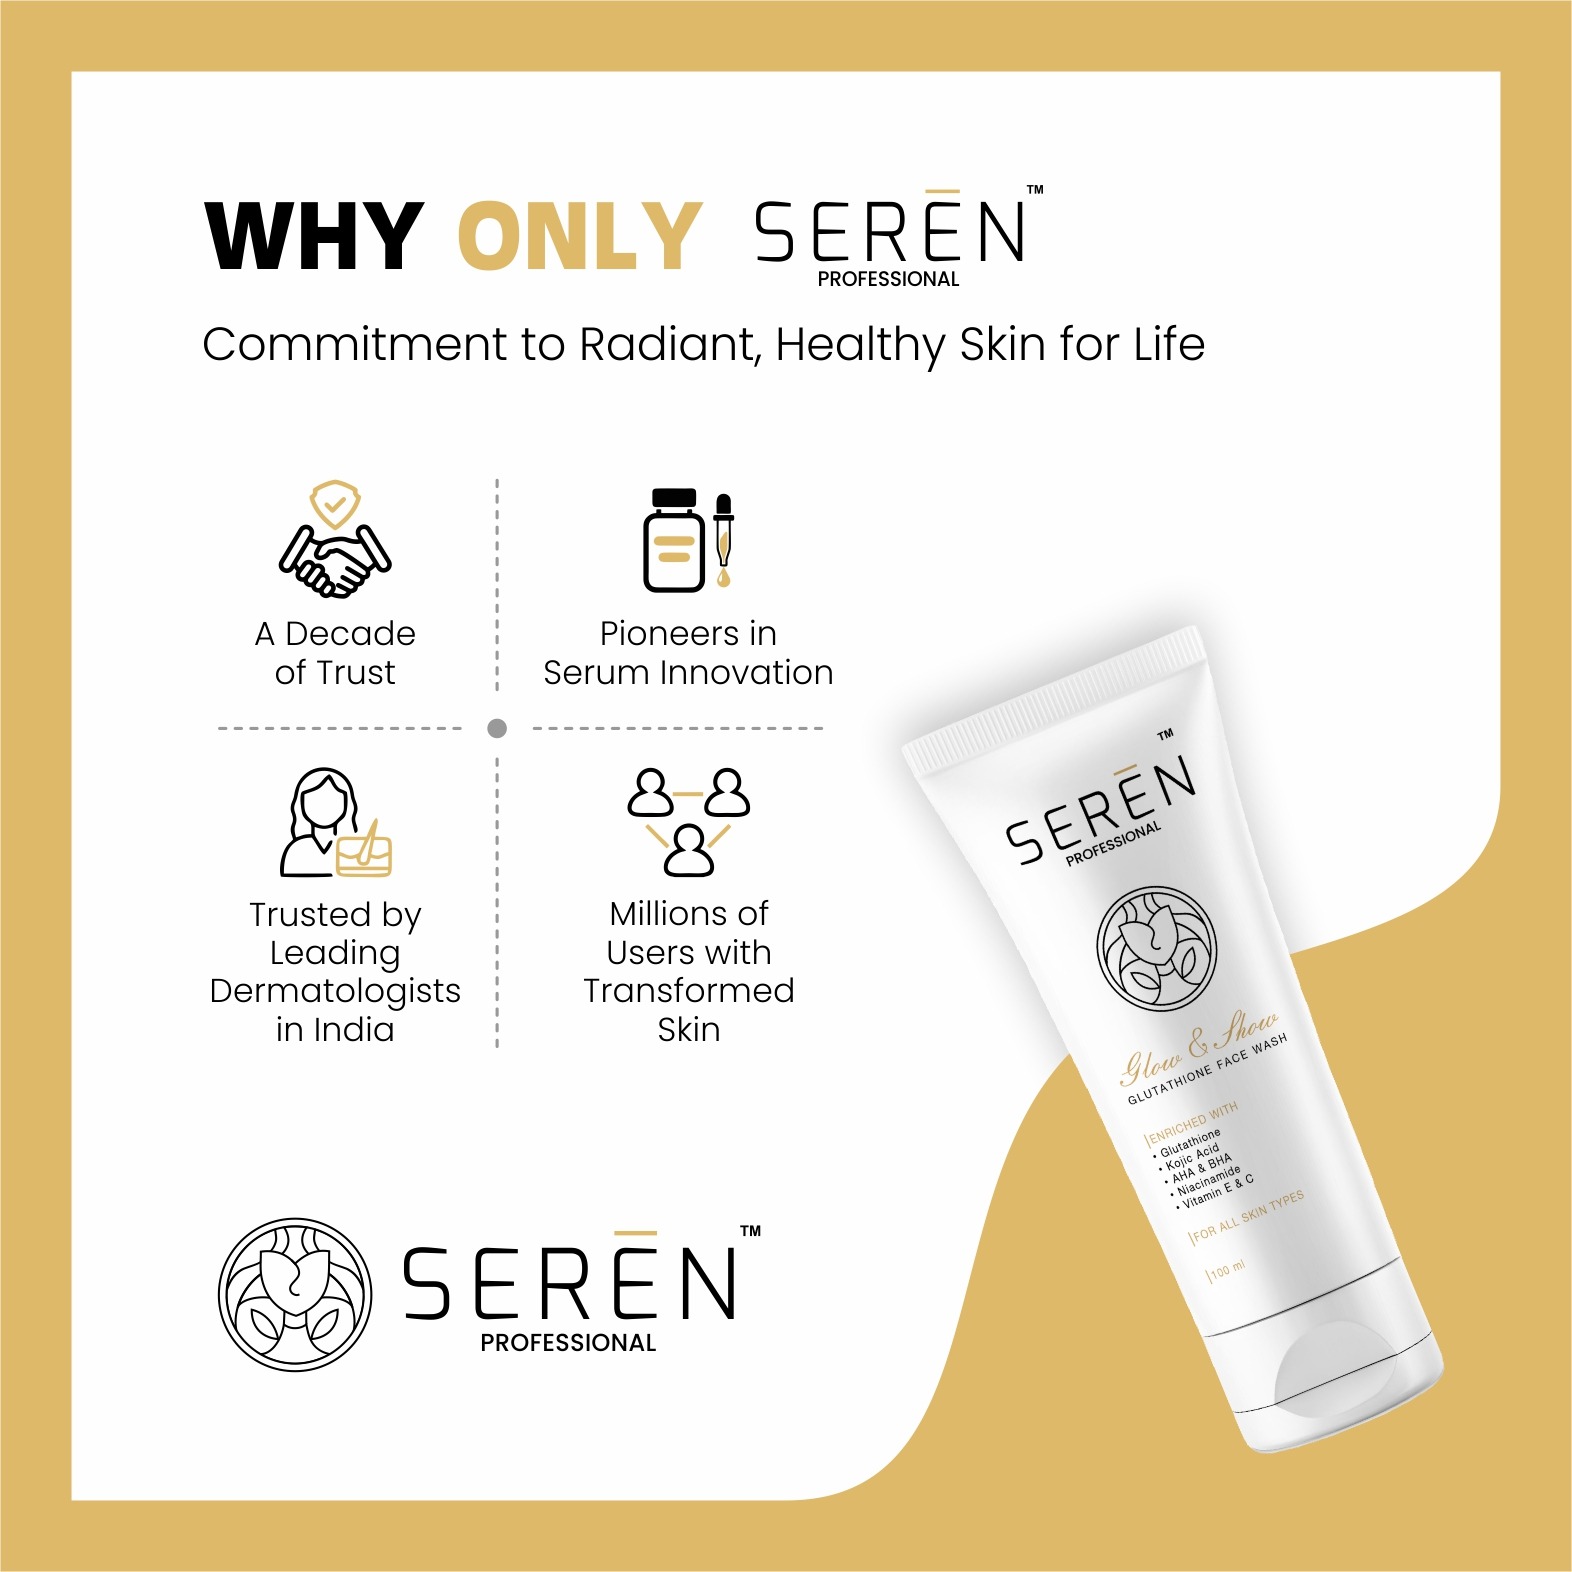 WHY ONLY SERĒN™
PROFESSIONAL
Commitment to Radiant, Healthy Skin for Life
A Decade
of Trust
Pioneers in
Serum Innovation
Trusted by
Leading
Dermatologists
in India
Millions of
Users with
Transformed
Skin
SERĒN™
PROFESSIONAL
Glow & Show
GLUTATHIONE FACE WASH
ENRICHED WITH
• Glutathione
• Kojic Acid
• AHA & BHA
• Niacinamide
• Vitamin E & C
FOR ALL SKIN TYPES
100 ml
SERĒN™
PROFESSIONAL